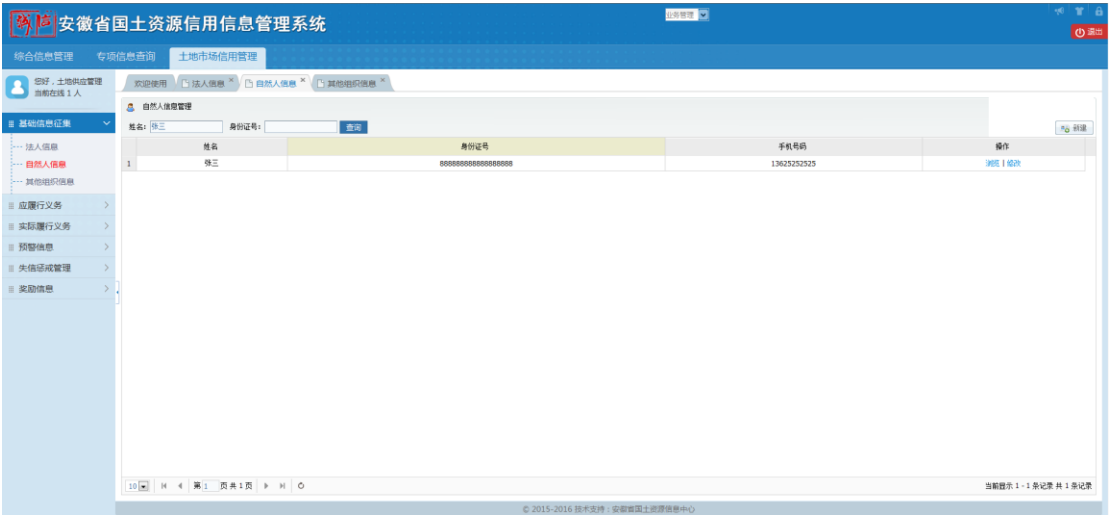 诚信 安徽省国土资源信用信息管理系统
业务管理
退出
综合信息管理 专项信息查询 土地市场信用管理
您好，土地供应管理
当前在线 1 人
欢迎使用 法人信息 × 自然人信息 × 其他组织信息 ×
自然人信息管理
基础信息征集
姓名: 张三 身份证号: 查询 新建
法人信息
自然人信息
其他组织信息
姓名 身份证号 手机号码 操作
1 张三 888888888888888888 13625252525 浏览 | 修改
应履行义务
实际履行义务
预警信息
失信惩戒管理
奖励信息
10 第 1 页 共 1 页 当前显示 1 - 1 条记录 共 1 条记录
© 2015-2016 技术支持：安徽省国土资源信息中心